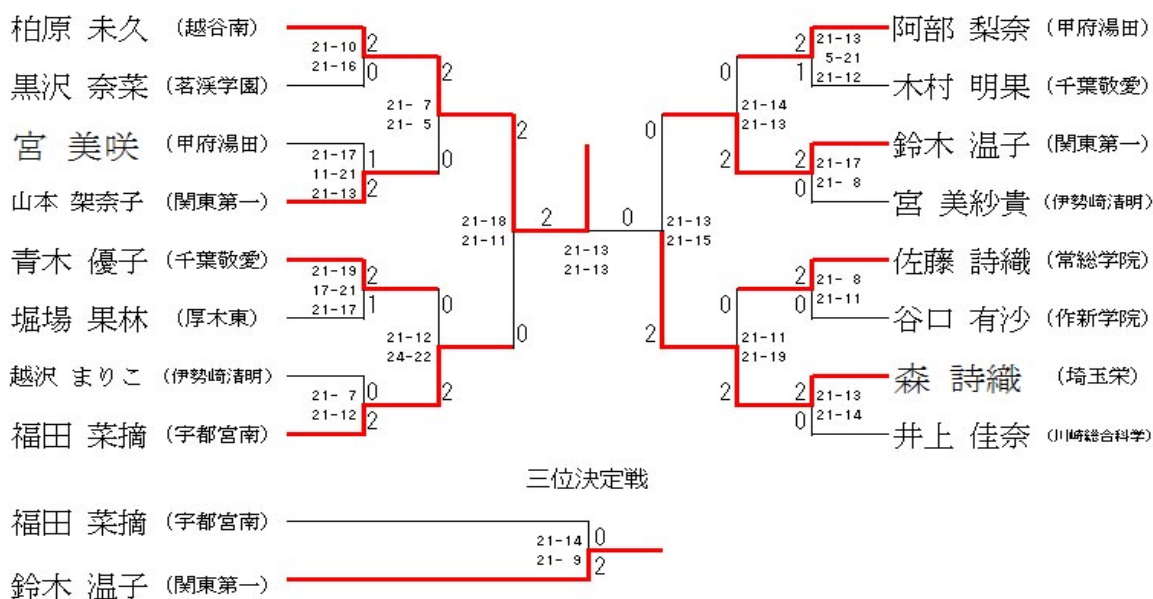 柏原 未久 (越谷南)
21-10 2
21-16 0
黒沢 奈菜 (茗渓学園)
2
21- 7
21- 5
0
宮 美咲 (甲府湯田)
21-17 1
11-21
21-13 2
山本 架奈子 (関東第一)
2
21-18
21-11
0
青木 優子 (千葉敬愛)
21-19 2
17-21
21-17 1
堀場 果林 (厚木東)
0
21-12
24-22
2
越沢 まりこ (伊勢崎清明)
21- 7 0
21-12 2
福田 菜摘 (宇都宮南)
2 0
21-13
21-13
阿部 梨奈 (甲府湯田)
2 21-13
5-21
1 21-12
木村 明果 (千葉敬愛)
0
21-14
21-13
2
鈴木 温子 (関東第一)
2 21-17
0 21- 8
宮 美紗貴 (伊勢崎清明)
0
21-13
21-15
2
佐藤 詩織 (常総学院)
2 21- 8
0 21-11
谷口 有沙 (作新学院)
0
21-11
21-19
2
森 詩織 (埼玉栄)
2 21-13
0 21-14
井上 佳奈 (川崎総合科学)
三位決定戦
福田 菜摘 (宇都宮南)
21-14 0
21- 9 2
鈴木 温子 (関東第一)